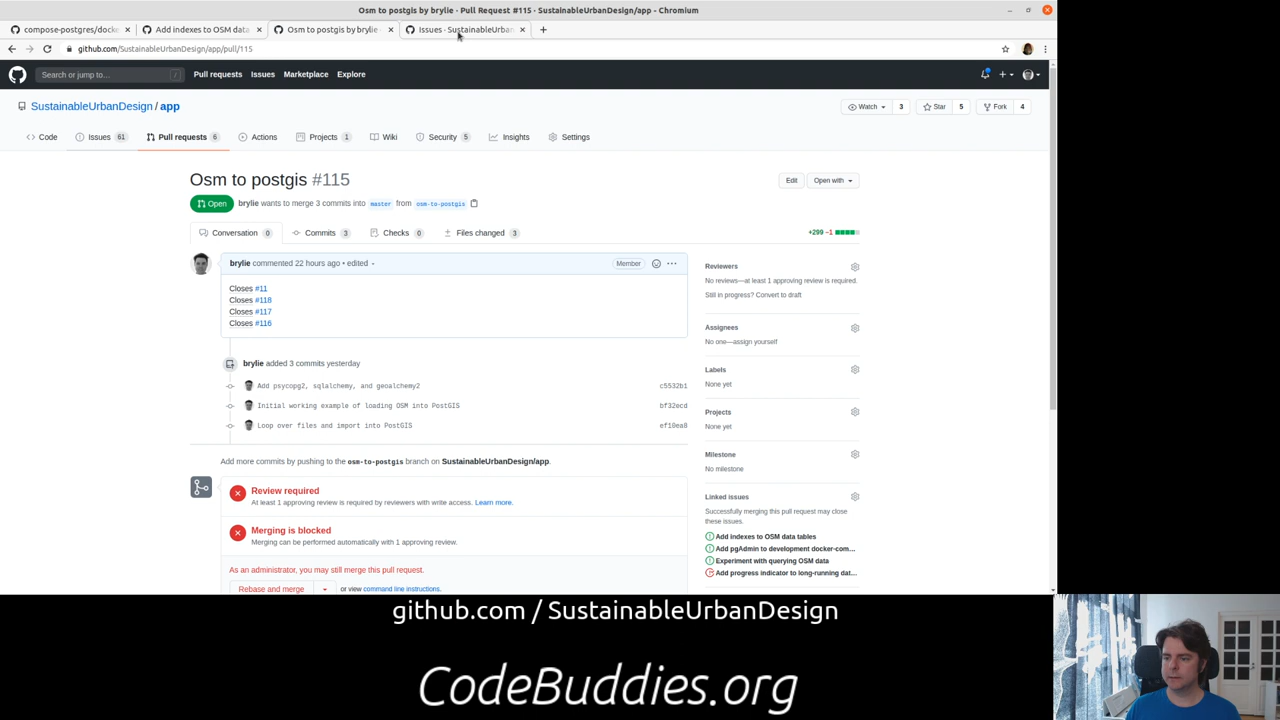 Osm to postgis by brylie · Pull Request #115 · SustainableUrbanDesign/app - Chromium
compose-postgres/docke
Add indexes to OSM data
Osm to postgis by brylie
Issues · SustainableUrban
github.com/SustainableUrbanDesign/app/pull/115
Search or jump to...
/
Pull requests
Issues
Marketplace
Explore
SustainableUrbanDesign / app
Watch 3
Star 5
Fork 4
Code
Issues 61
Pull requests 6
Actions
Projects 1
Wiki
Security 5
Insights
Settings
Osm to postgis #115
Edit
Open with
Open
brylie wants to merge 3 commits into master from osm-to-postgis
Conversation 0
Commits 3
Checks 0
Files changed 3
+299 −1
brylie commented 22 hours ago • edited
Member
Closes #11
Closes #118
Closes #117
Closes #116
brylie added 3 commits yesterday
Add psycopg2, sqlalchemy, and geoalchemy2 c5532b1
Initial working example of loading OSM into PostGIS bf32ecd
Loop over files and import into PostGIS ef10ea8
Add more commits by pushing to the osm-to-postgis branch on SustainableUrbanDesign/app.
Review required
At least 1 approving review is required by reviewers with write access. Learn more.
Merging is blocked
Merging can be performed automatically with 1 approving review.
As an administrator, you may still merge this pull request.
Rebase and merge
or view command line instructions.
Reviewers
No reviews—at least 1 approving review is required.
Still in progress? Convert to draft
Assignees
No one—assign yourself
Labels
None yet
Projects
None yet
Milestone
No milestone
Linked issues
Successfully merging this pull request may close
these issues.
Add indexes to OSM data tables
Add pgAdmin to development docker-com...
Experiment with querying OSM data
Add progress indicator to long-running dat...
github.com / SustainableUrbanDesign
CodeBuddies.org